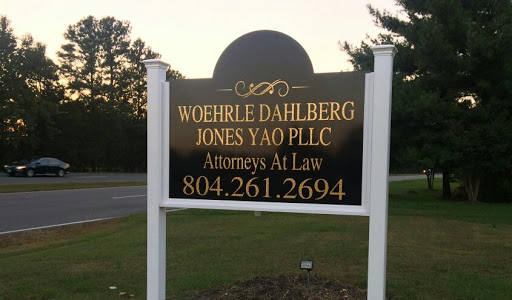 WOEHRLE DAHLBERG
JONES YAO PLLC
Attorneys At Law
804.261.2694